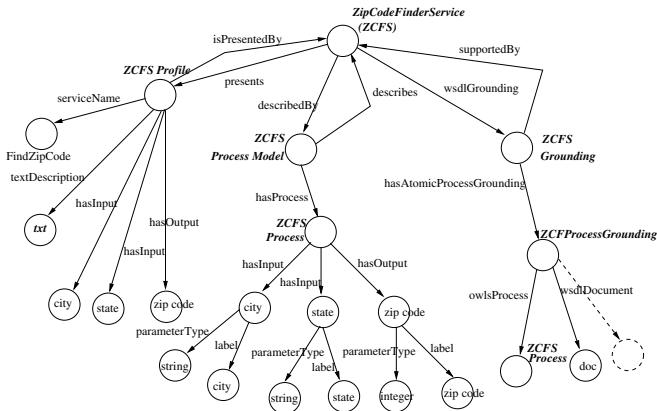 ZipCodeFinderService
(ZCFS)
isPresentedBy
supportedBy
ZCFS Profile
presents
wsdlGrounding
serviceName
describedBy
describes
FindZipCode
ZCFS
Process Model
ZCFS
Grounding
textDescription
hasAtomicProcessGrounding
hasInput
hasProcess
txt
hasOutput
ZCFS
Process
ZCFProcessGrounding
hasInput
hasInput
hasInput
hasOutput
owlsProcess
wsdlDocument
city
state
zip code
city
state
zip code
parameterType
label
parameterType
label
parameterType
label
ZCFS
Process
string
city
doc
string
state
integer
zip code